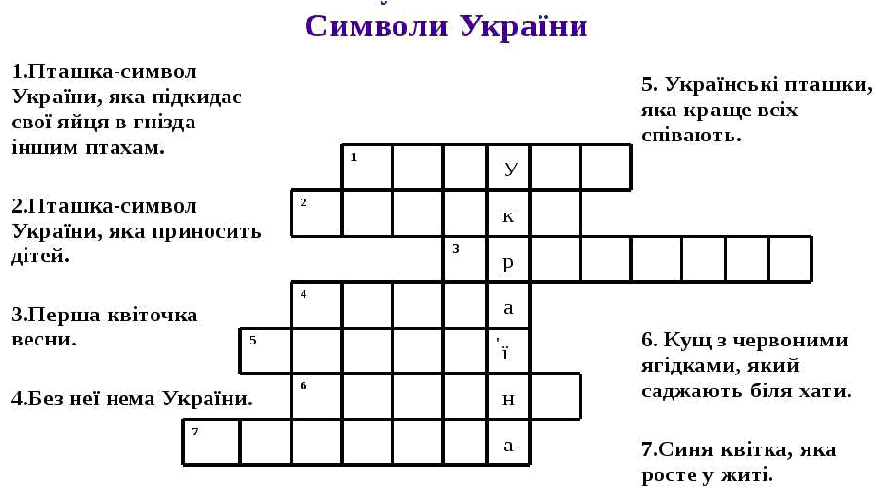 Символи України
1.Пташка-символ
України, яка підкидає
свої яйця в гнізда
іншим птахам.
2.Пташка-символ
України, яка приносить
дітей.
3.Перша квіточка
весни.
4.Без неї нема України.
5. Українські пташки,
яка краще всіх
співають.
1
У
2
к
3
р
4
а
5
'ї
6
н
7
а
6. Кущ з червоними
ягідками, який
саджають біля хати.
7.Синя квітка, яка
росте у житі.